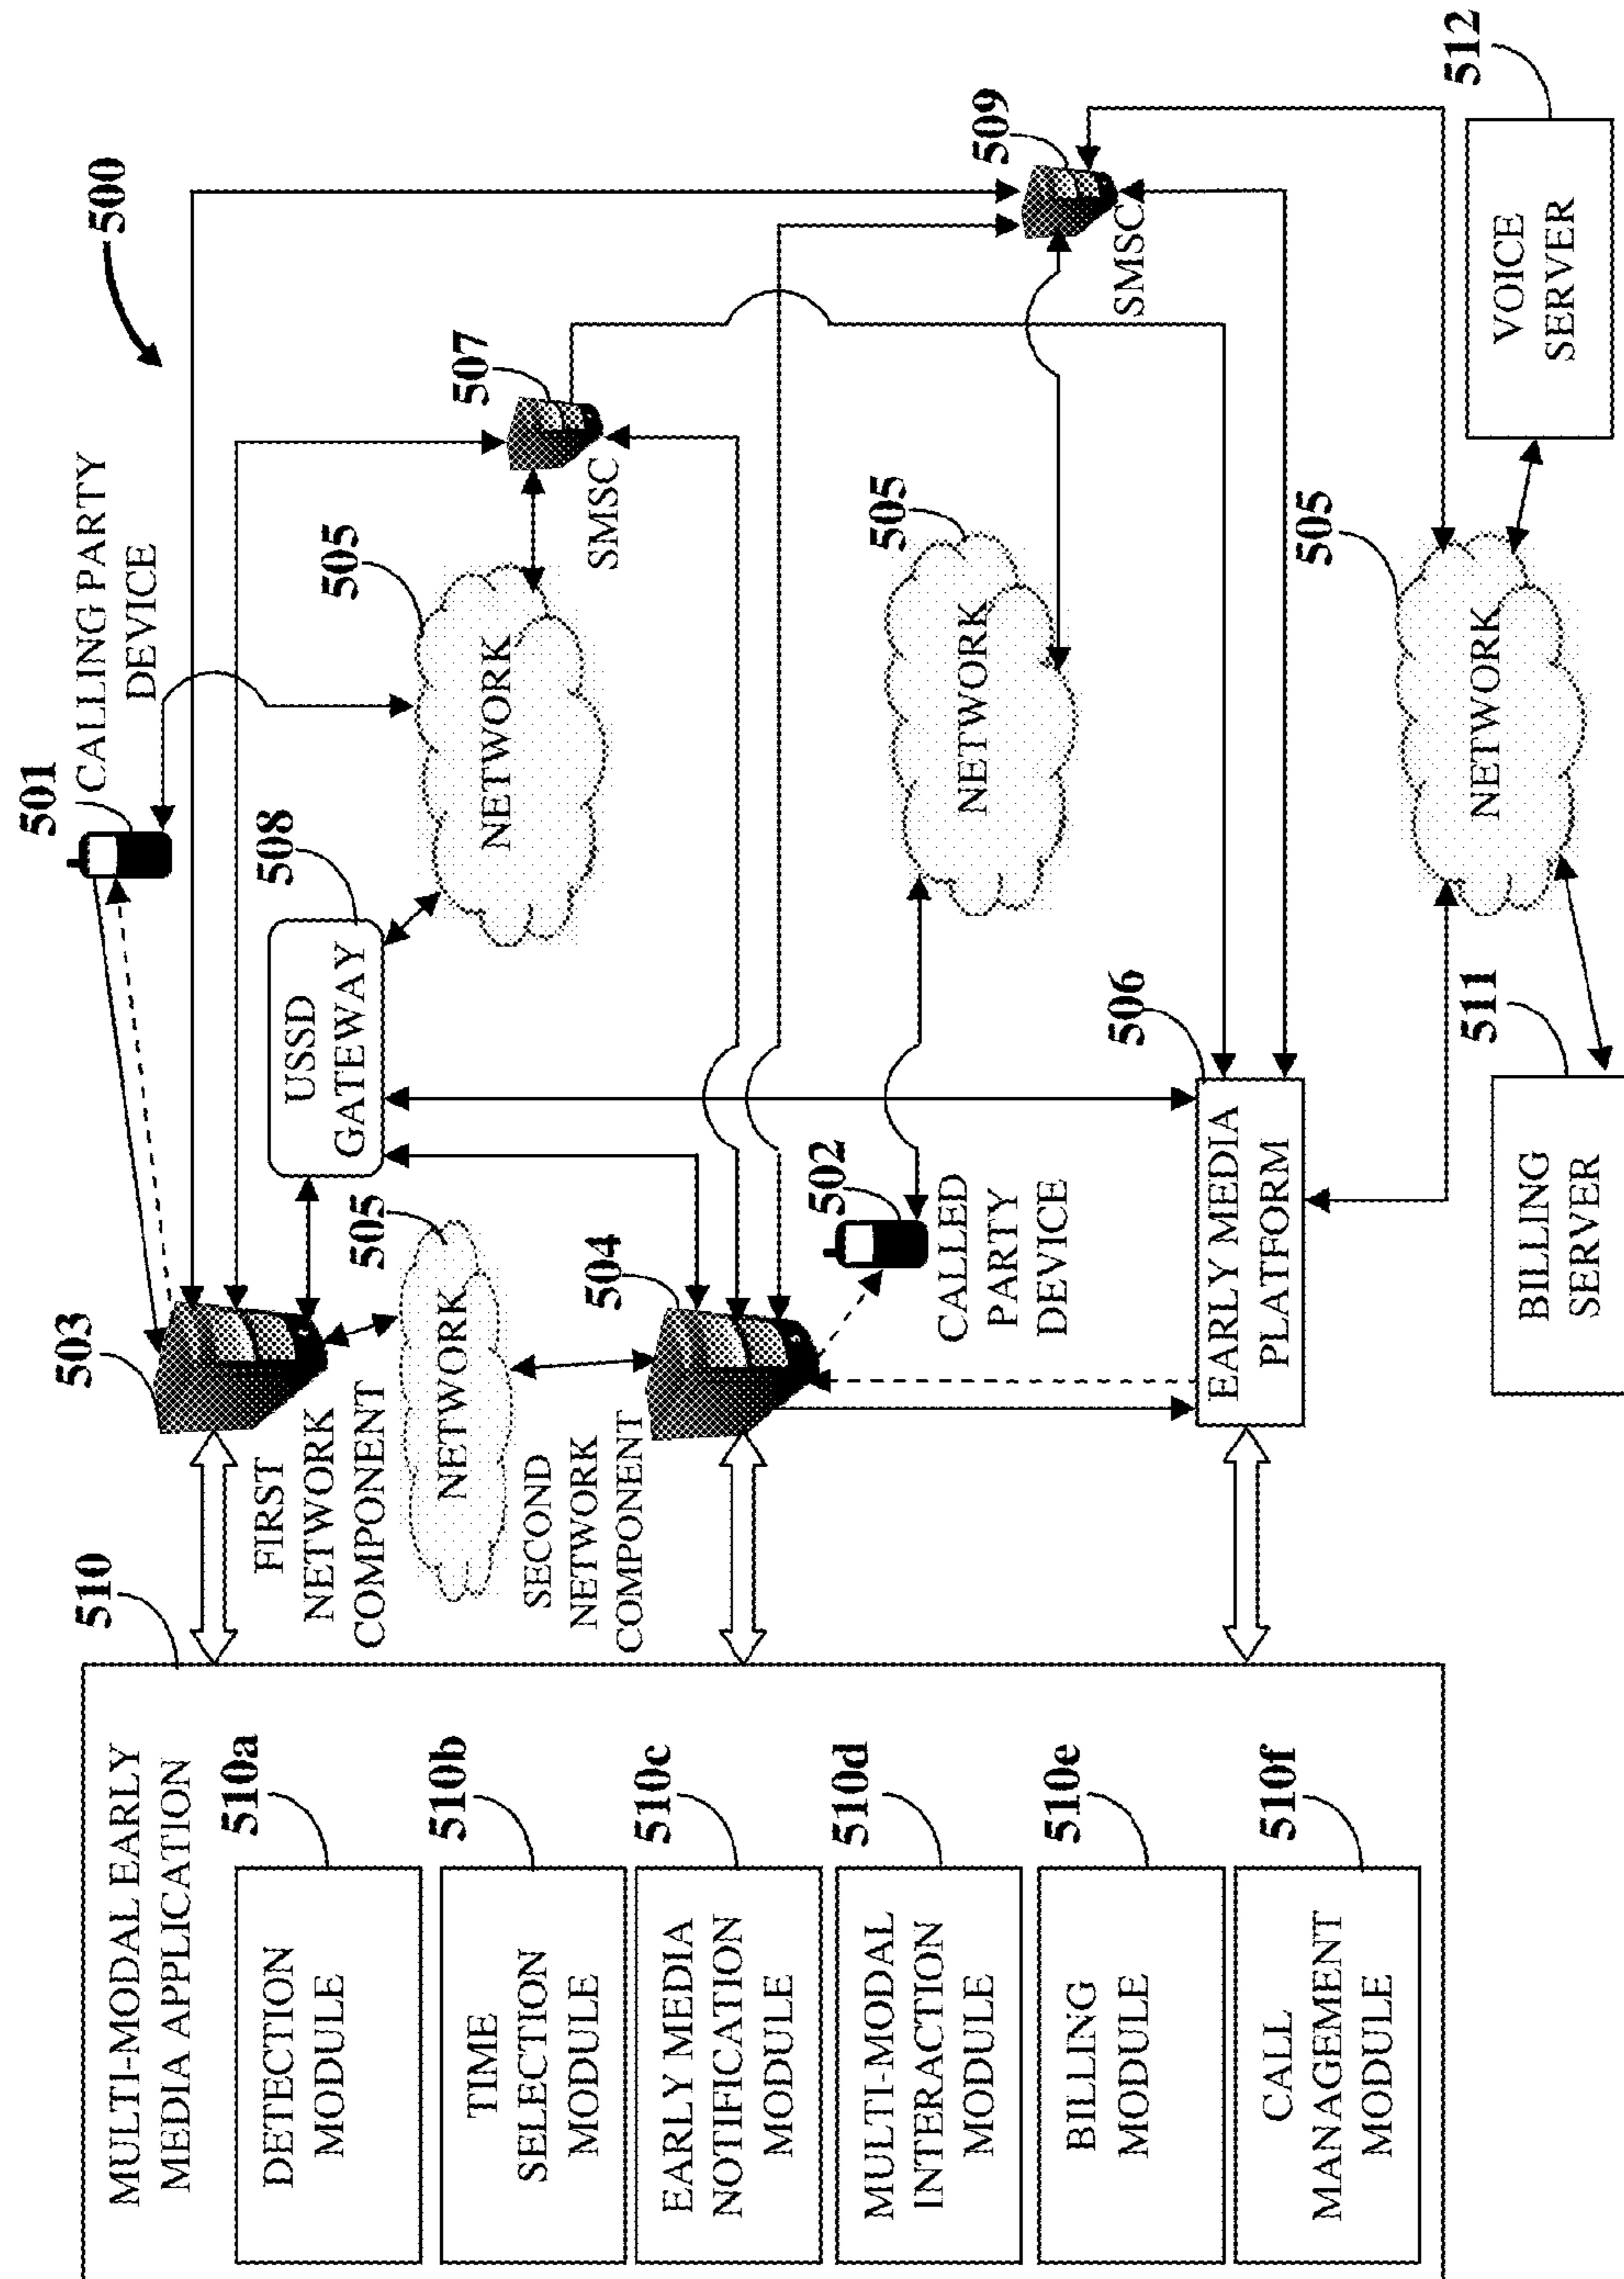 500
MULTI-MODAL EARLY
MEDIA APPLICATION
510
510a
DETECTION
MODULE
510b
TIME
SELECTION
MODULE
510c
EARLY MEDIA
NOTIFICATION
MODULE
510d
MULTI-MODAL
INTERACTION
MODULE
510e
BILLING
MODULE
510f
CALL
MANAGEMENT
MODULE
503
FIRST
NETWORK
COMPONENT
505
NETWORK
504
SECOND
NETWORK
COMPONENT
501
CALLING PARTY
DEVICE
508
USSD
GATEWAY
505
NETWORK
507
SMSC
502
CALLED
PARTY
DEVICE
505
NETWORK
509
SMSC
506
EARLY MEDIA
PLATFORM
505
NETWORK
511
BILLING
SERVER
512
VOICE
SERVER